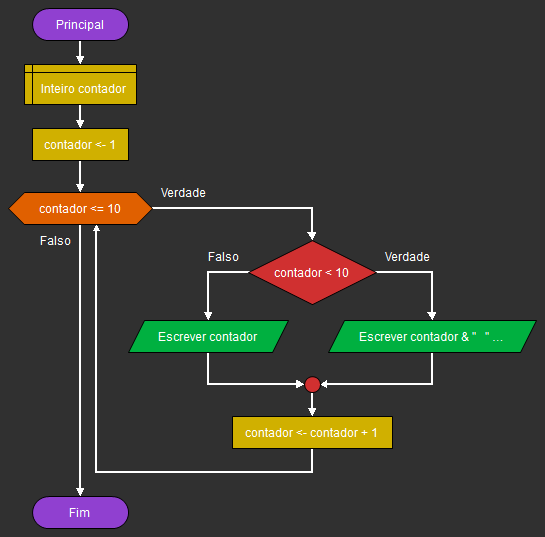 Principal
Inteiro contador
contador <- 1
contador <= 10
Verdade
Falso
contador < 10
Falso
Verdade
Escrever contador
Escrever contador & "   "...
contador <- contador + 1
Fim